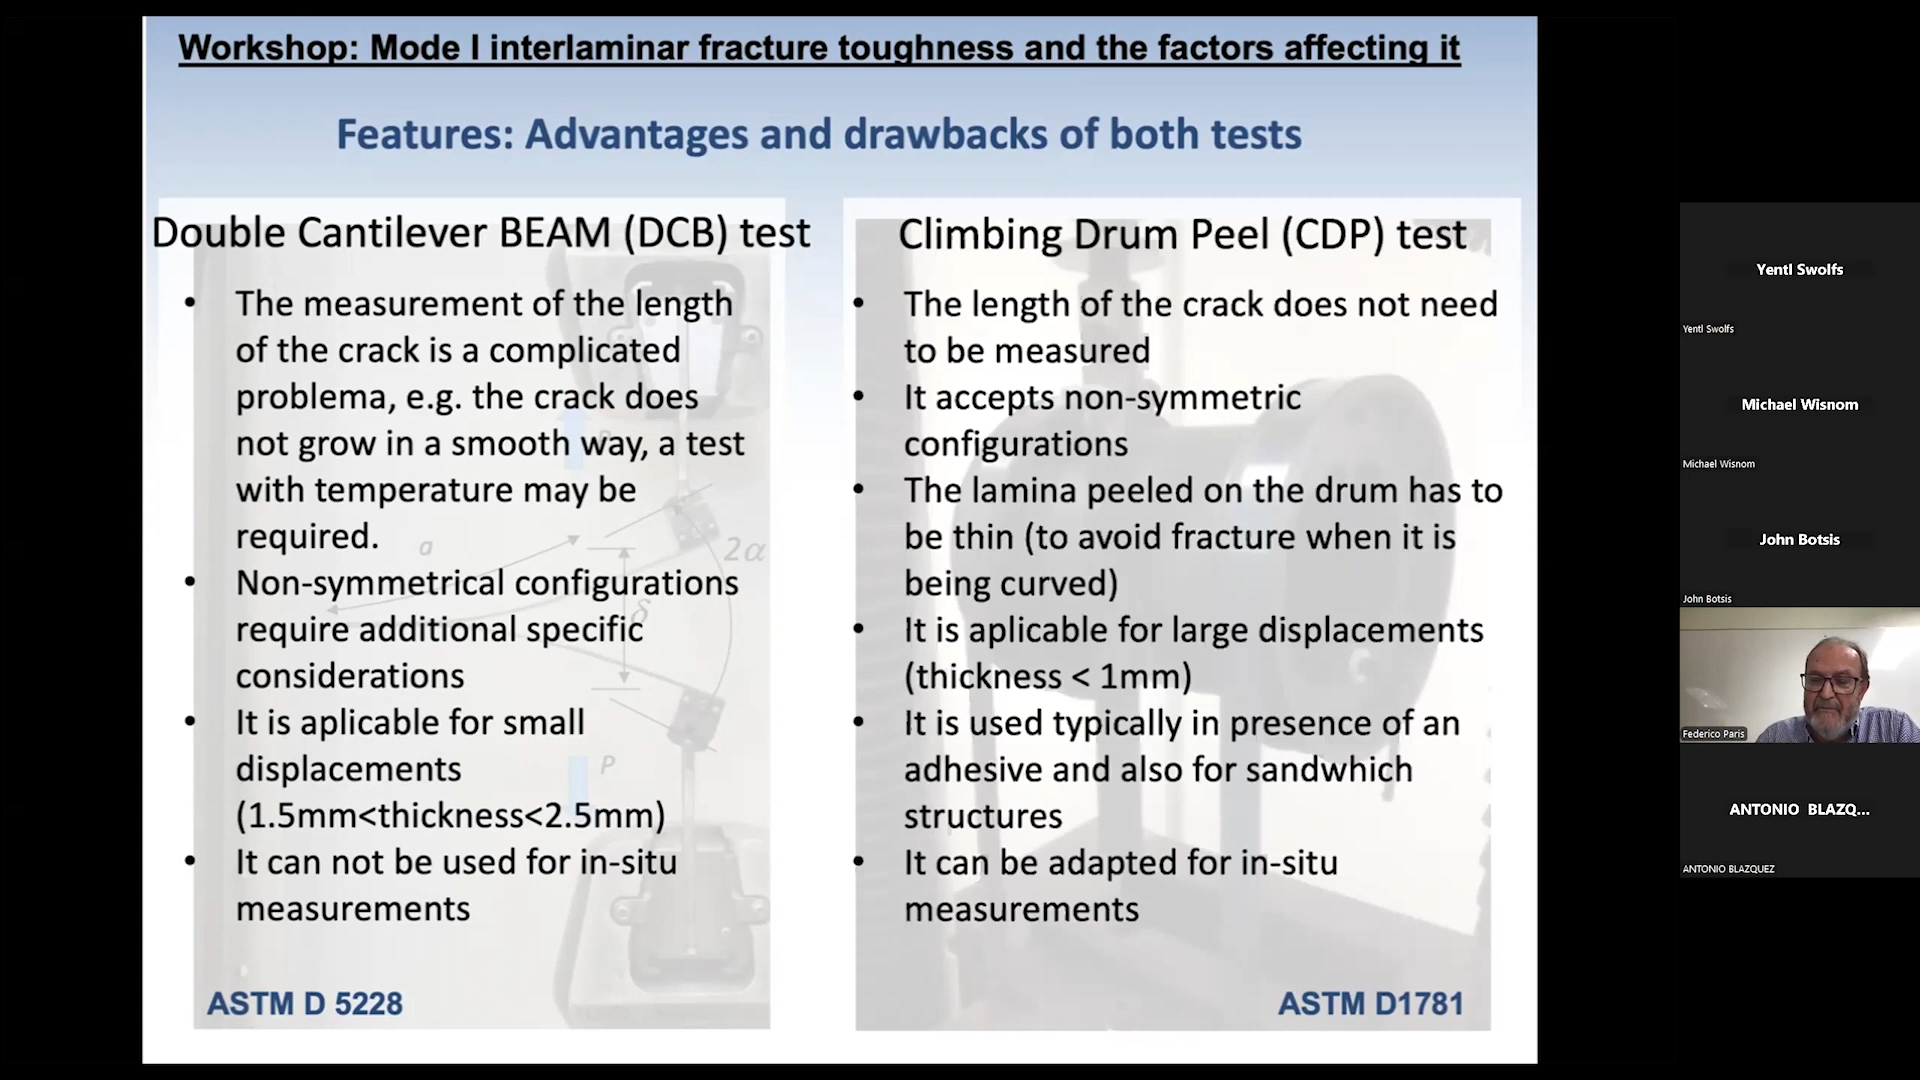 Workshop: Mode I interlaminar fracture toughness and the factors affecting it
Features: Advantages and drawbacks of both tests
Double Cantilever BEAM (DCB) test
• The measurement of the length
of the crack is a complicated
problema, e.g. the crack does
not grow in a smooth way, a test
with temperature may be
required.
• Non-symmetrical configurations
require additional specific
considerations
• It is aplicable for small
displacements
(1.5mm<thickness<2.5mm)
• It can not be used for in-situ
measurements
a
2α
δ
P
ASTM D 5228
Climbing Drum Peel (CDP) test
• The length of the crack does not need
to be measured
• It accepts non-symmetric
configurations
• The lamina peeled on the drum has to
be thin (to avoid fracture when it is
being curved)
• It is aplicable for large displacements
(thickness < 1mm)
• It is used typically in presence of an
adhesive and also for sandwhich
structures
• It can be adapted for in-situ
measurements
ASTM D1781
Yentl Swolfs
Yentl Swolfs
Michael Wisnom
Michael Wisnom
John Botsis
John Botsis
Federico Paris
ANTONIO BLAZQ...
ANTONIO BLAZQUEZ